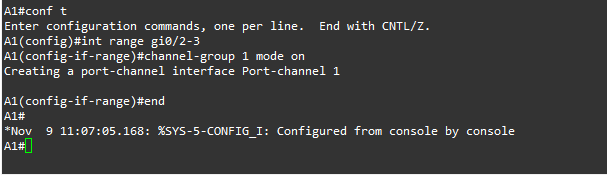 A1#conf t
Enter configuration commands, one per line.  End with CNTL/Z.
A1(config)#int range gi0/2-3
A1(config-if-range)#channel-group 1 mode on
Creating a port-channel interface Port-channel 1
A1(config-if-range)#end
A1#
*Nov  9 11:07:05.168: %SYS-5-CONFIG_I: Configured from console by console
A1#